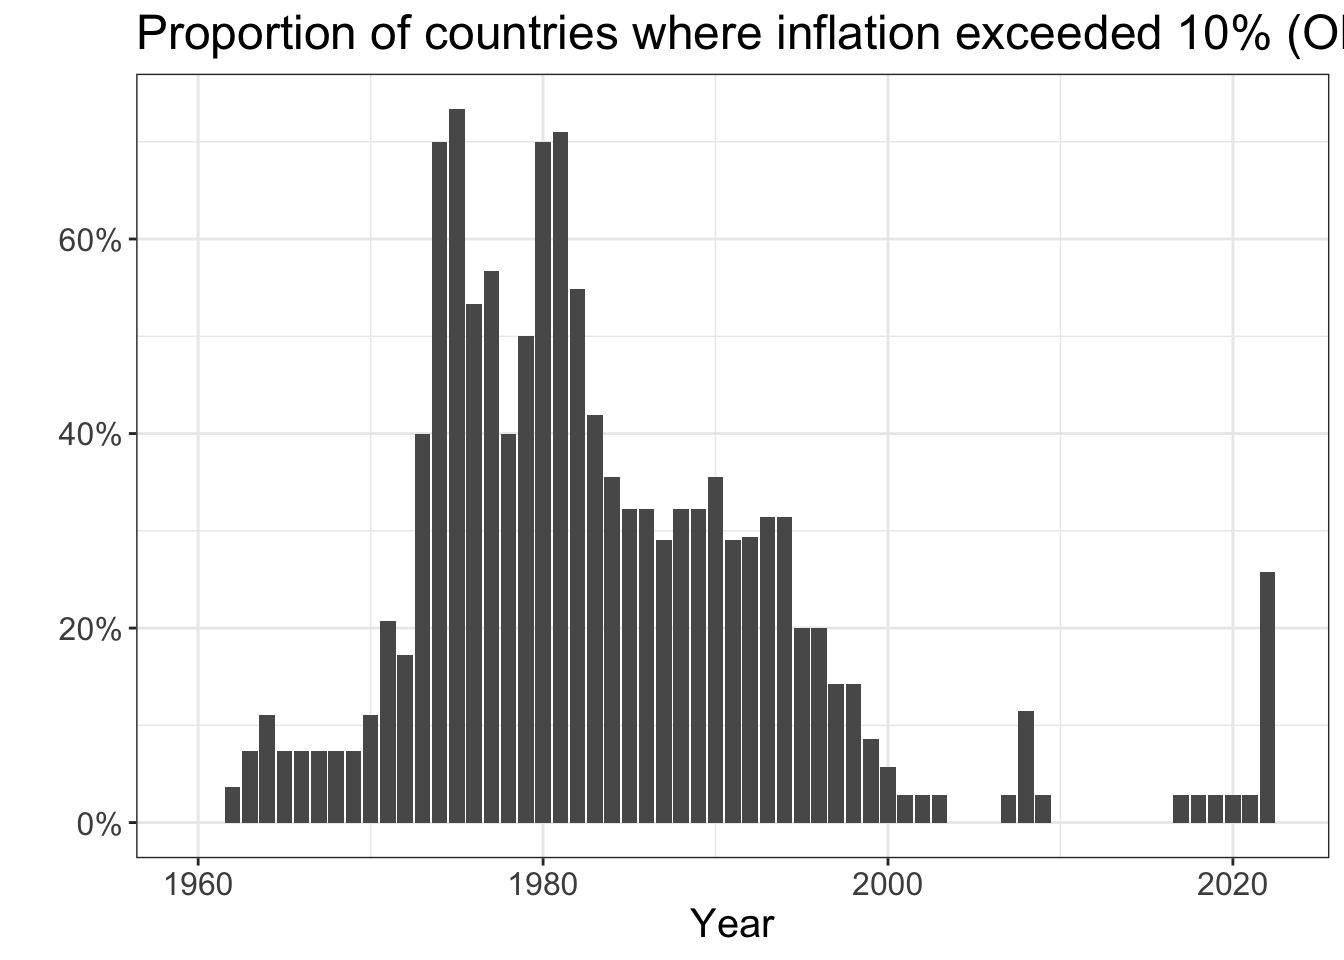 Proportion of countries where inflation exceeded 10% (O
60%
40%
20%
0%
1960 1980 2000 2020
Year